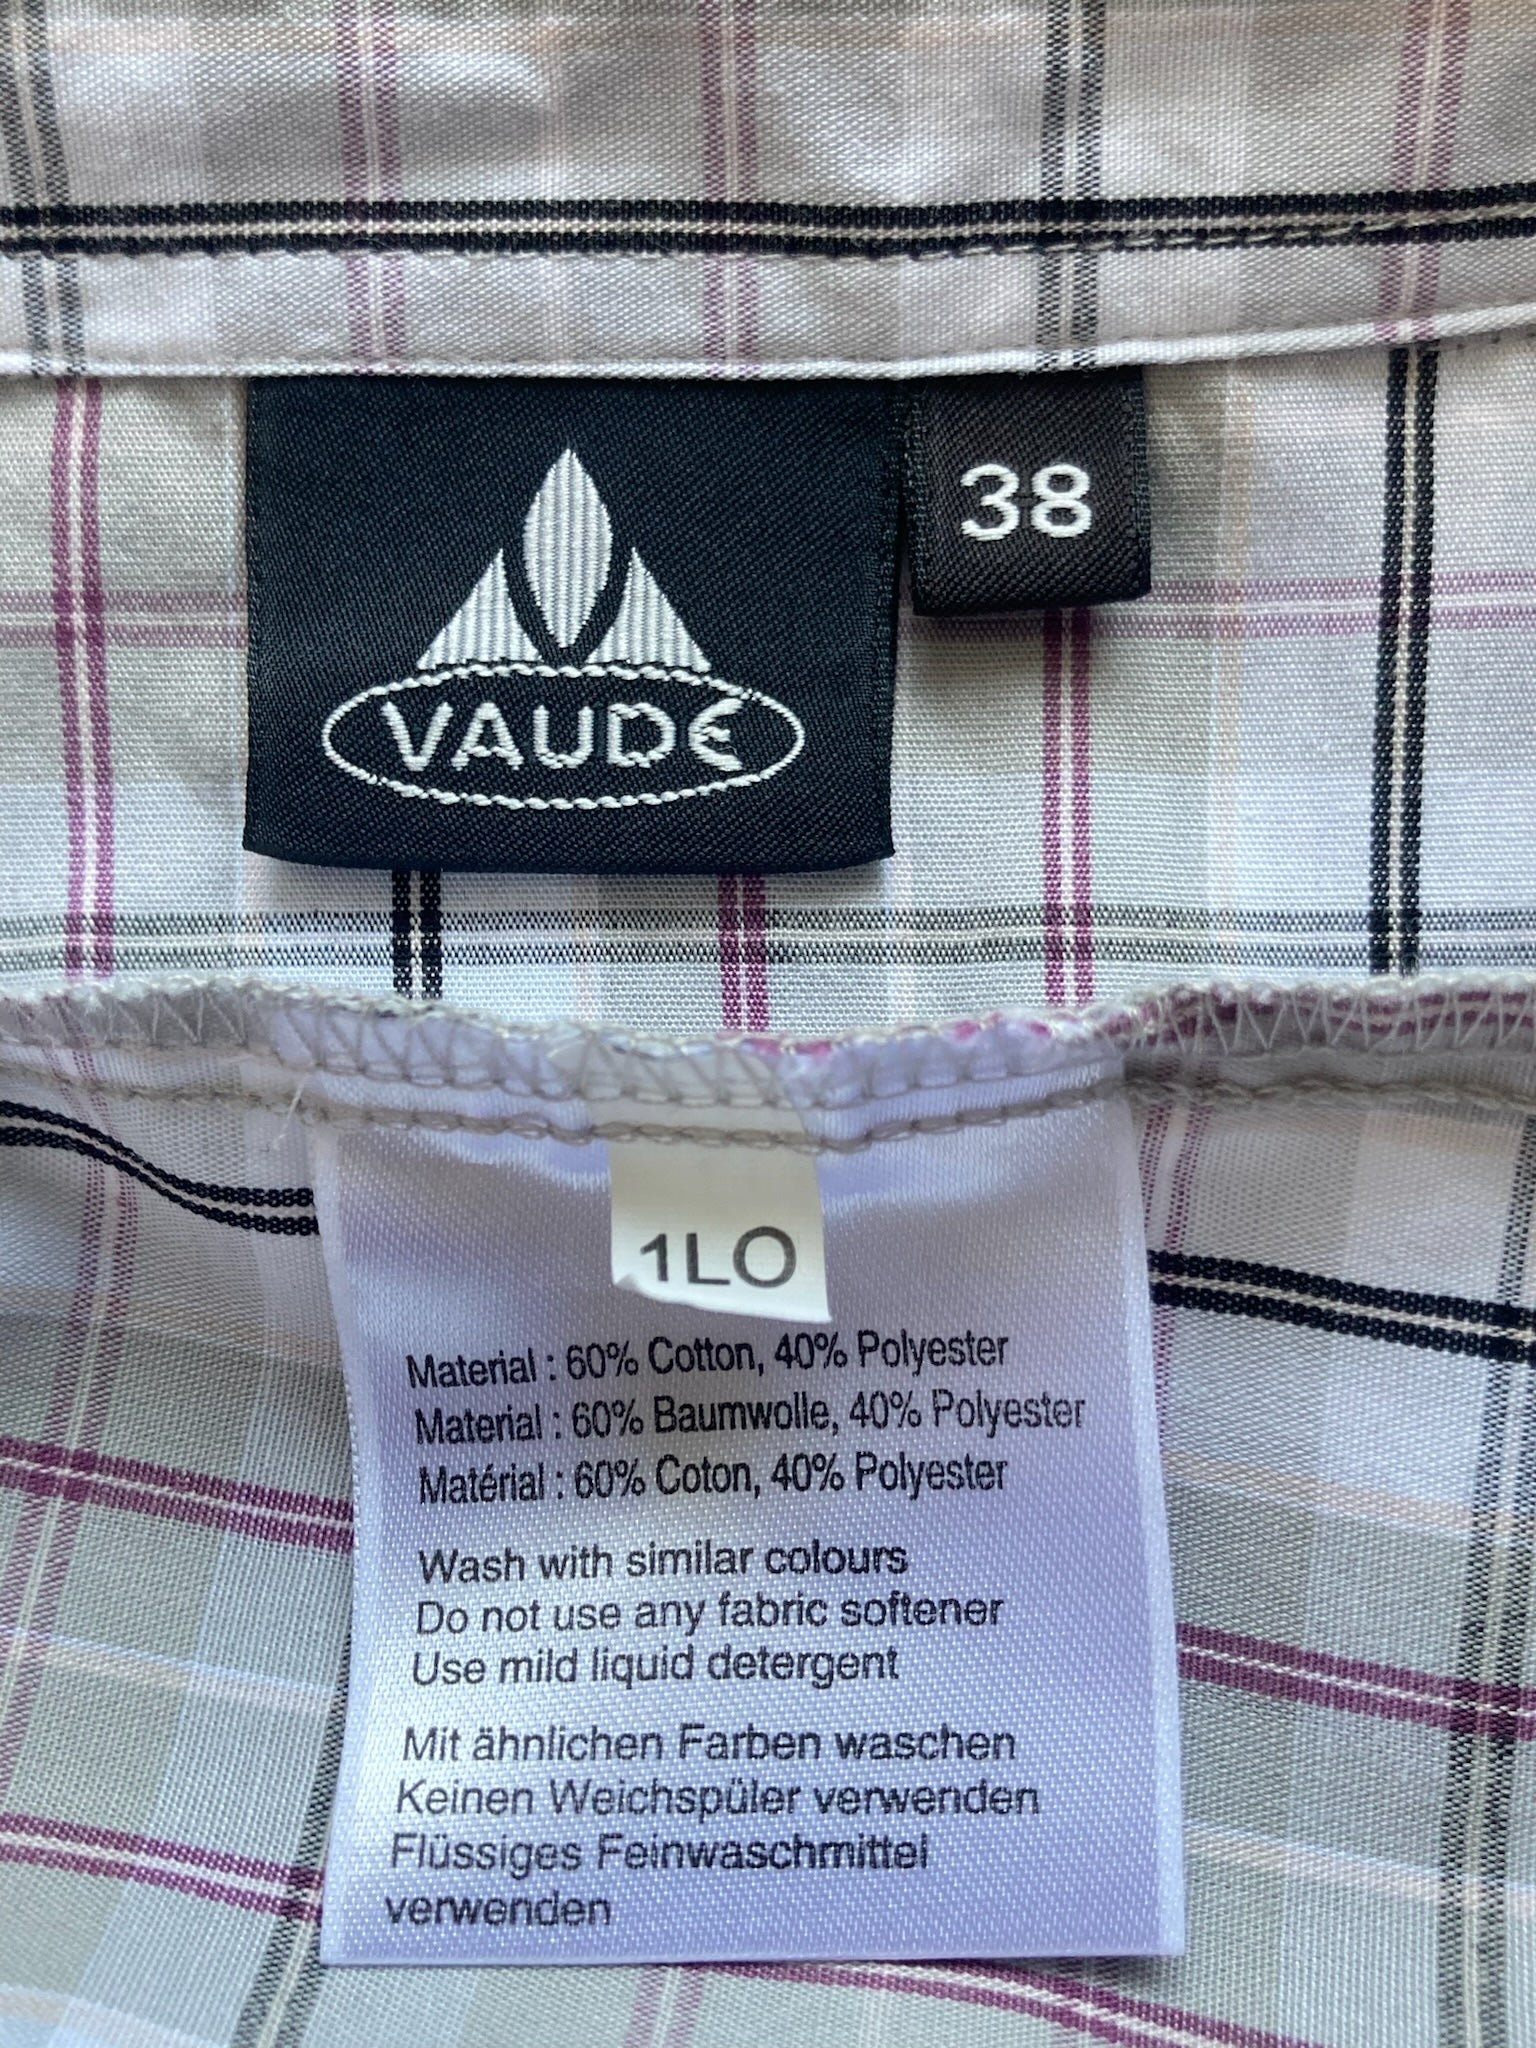 VAUDE
38
1LO
Material : 60% Cotton, 40% Polyester
Material : 60% Baumwolle, 40% Polyester
Matérial : 60% Coton, 40% Polyester
Wash with similar colours
Do not use any fabric softener
Use mild liquid detergent
Mit ähnlichen Farben waschen
Keinen Weichspüler verwenden
Flüssiges Feinwaschmittel
verwenden